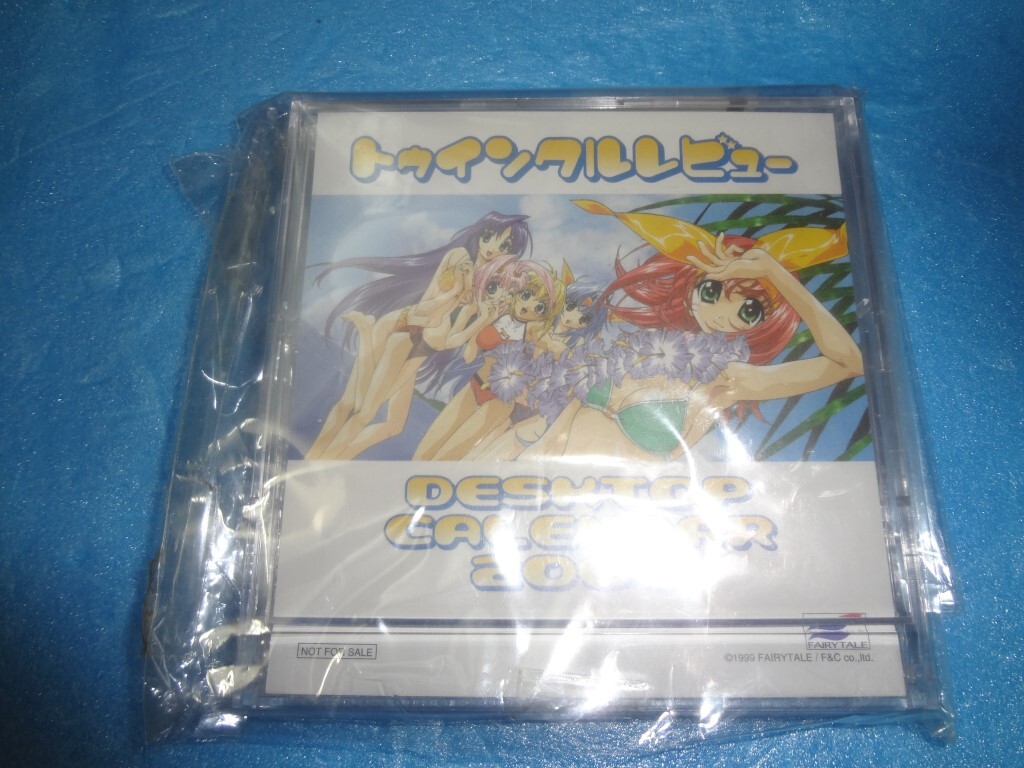 トゥインクルレビュー
DESKTOP
CALENDAR
NOT FOR SALE
FAIRYTALE
©1999 FAIRYTALE / F&C co.,ltd.